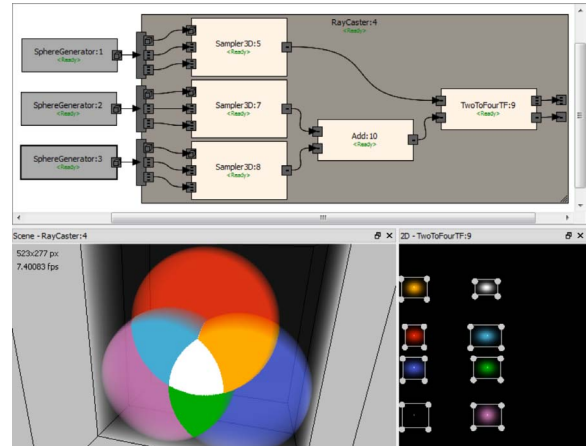 RayCaster:4
<Ready>
SphereGenerator:1
<Ready>
Sampler3D:5
<Ready>
SphereGenerator:2
<Ready>
Sampler3D:7
<Ready>
TwoToFourTF:9
<Ready>
Add:10
<Ready>
SphereGenerator:3
<Ready>
Sampler3D:8
<Ready>
Scene - RayCaster:4
2D - TwoToFourTF:9
523x277 px
7.40083 fps